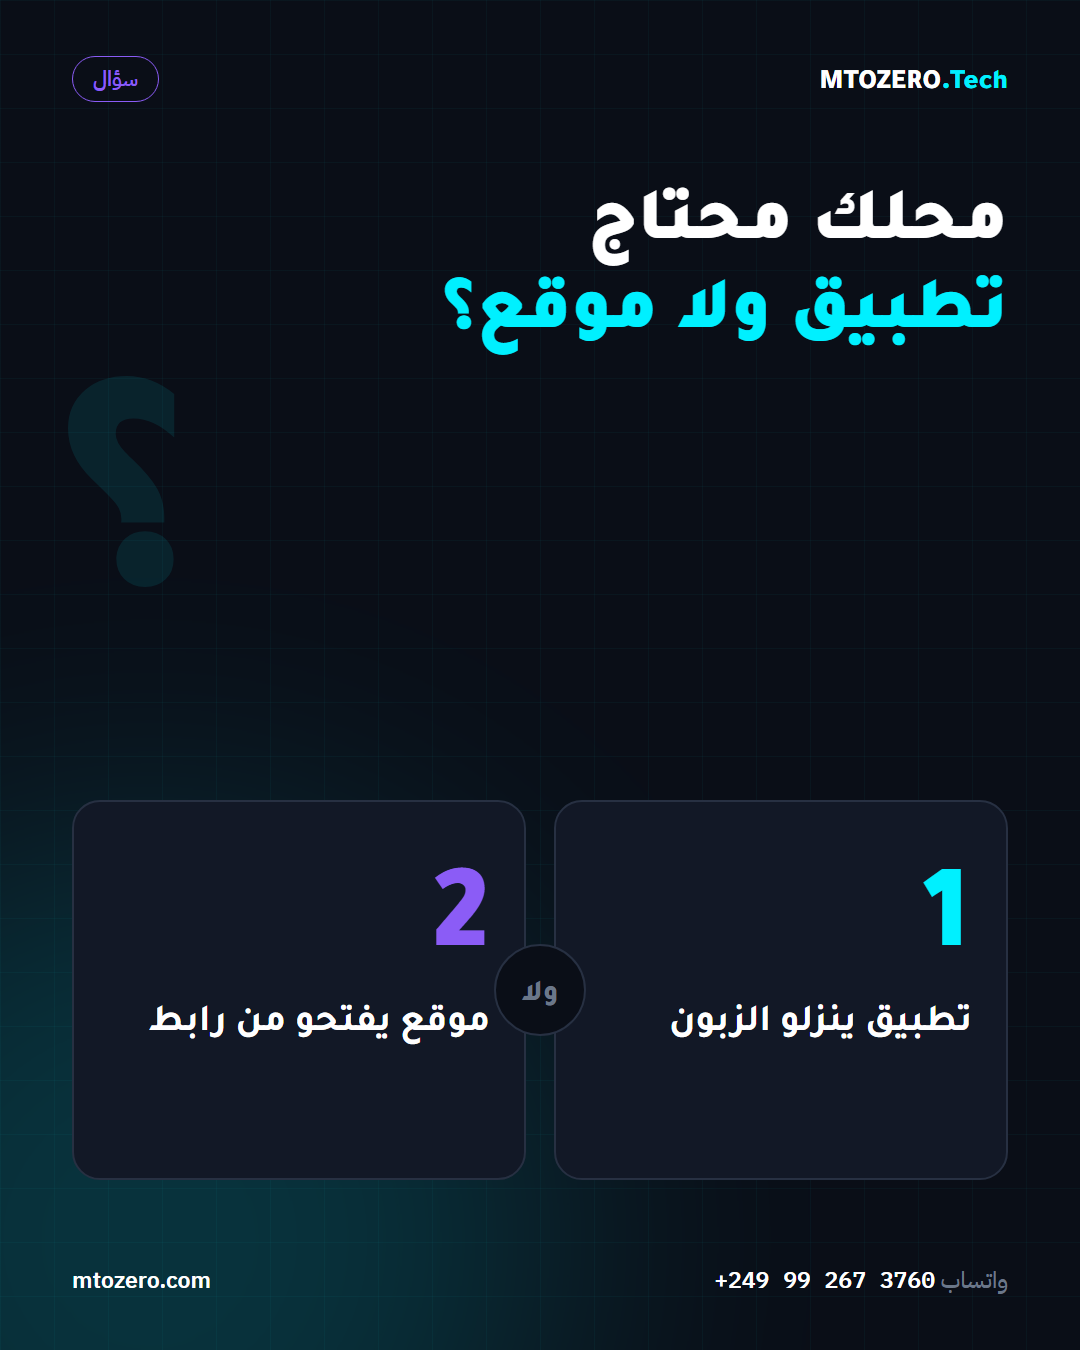 MTOZERO.Tech
سؤال
محلك محتاج
تطبيق ولا موقع؟
؟
1
تطبيق ينزلو الزبون
ولا
2
موقع يفتحو من رابط
واتساب +249 99 267 3760
mtozero.com